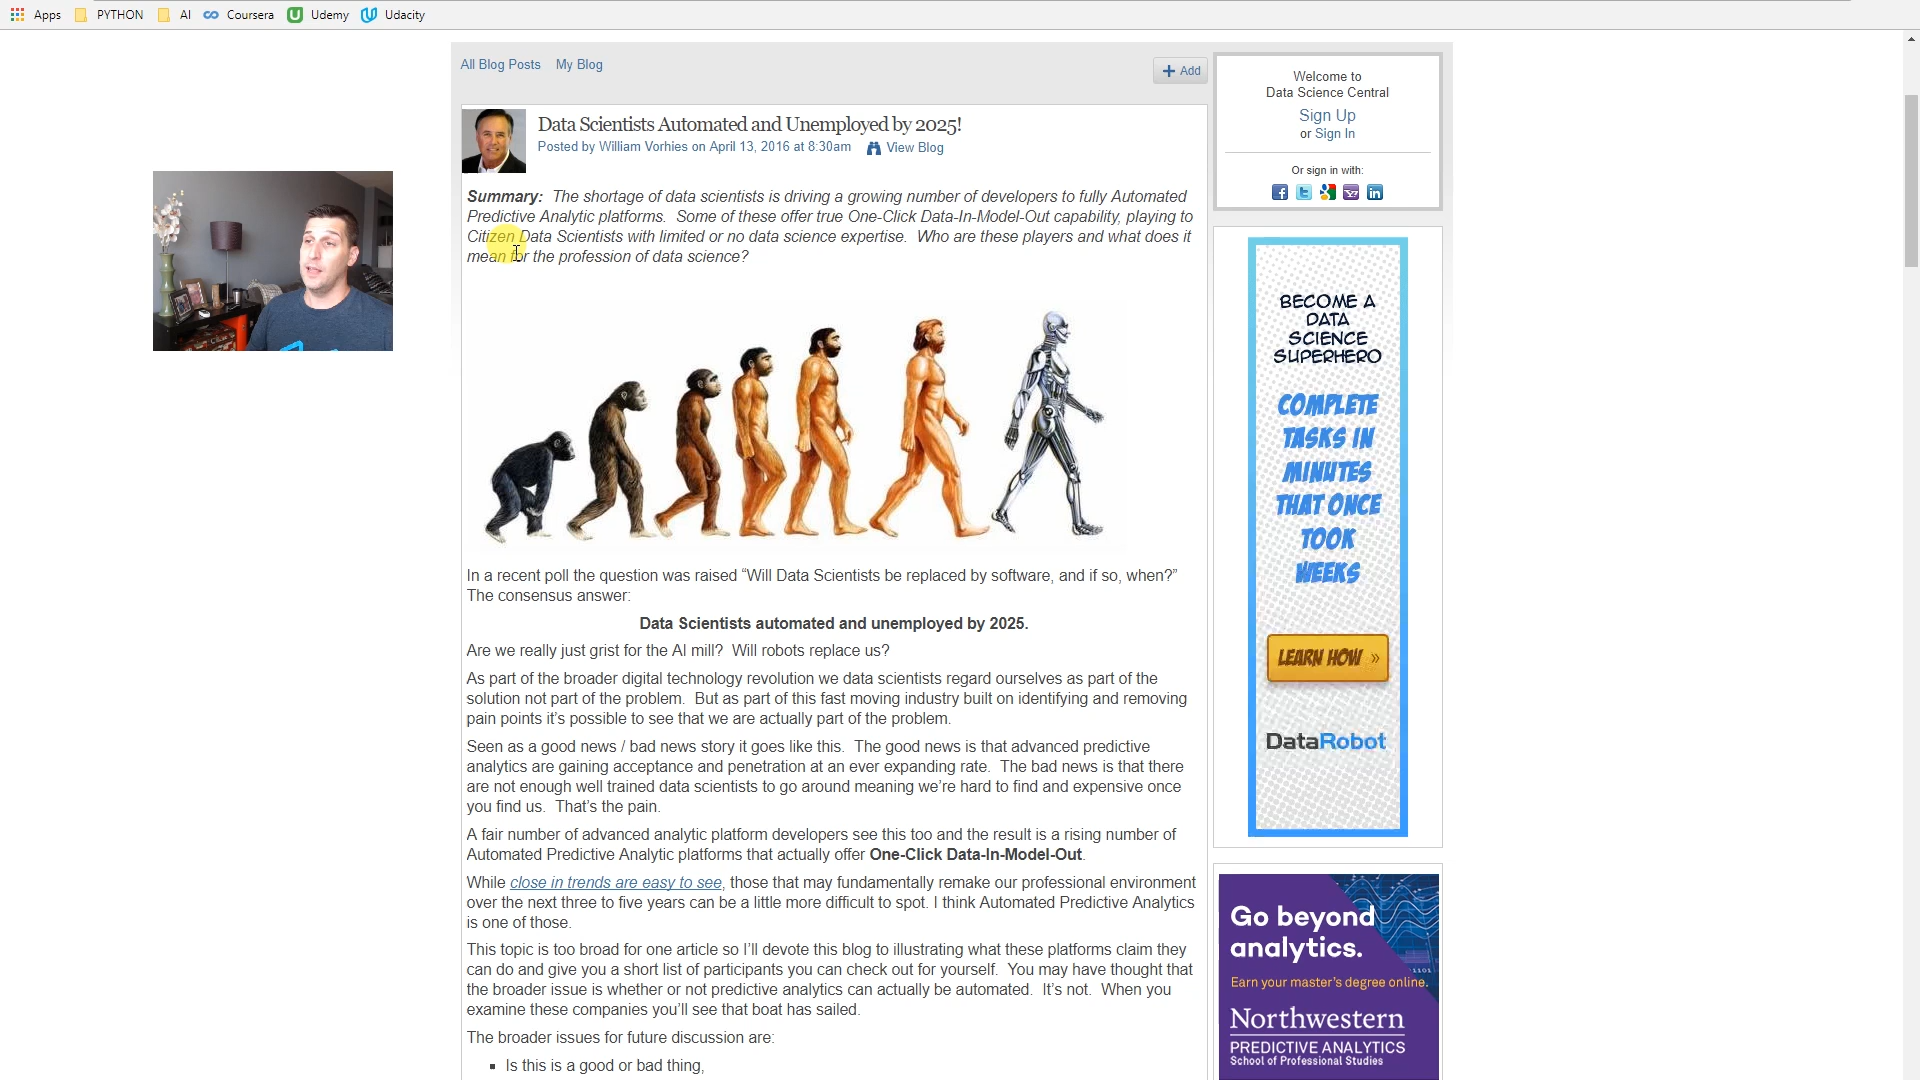 Apps PYTHON AI Coursera Udemy Udacity
All Blog Posts My Blog
Add
Data Scientists Automated and Unemployed by 2025!
Posted by William Vorhies on April 13, 2016 at 8:30am View Blog
Summary: The shortage of data scientists is driving a growing number of developers to fully Automated
Predictive Analytic platforms. Some of these offer true One-Click Data-In-Model-Out capability, playing to
Citizen Data Scientists with limited or no data science expertise. Who are these players and what does it
mean for the profession of data science?
In a recent poll the question was raised “Will Data Scientists be replaced by software, and if so, when?”
The consensus answer:
Data Scientists automated and unemployed by 2025.
Are we really just grist for the AI mill? Will robots replace us?
As part of the broader digital technology revolution we data scientists regard ourselves as part of the
solution not part of the problem. But as part of this fast moving industry built on identifying and removing
pain points it’s possible to see that we are actually part of the problem.
Seen as a good news / bad news story it goes like this. The good news is that advanced predictive
analytics are gaining acceptance and penetration at an ever expanding rate. The bad news is that there
are not enough well trained data scientists to go around meaning we’re hard to find and expensive once
you find us. That’s the pain.
A fair number of advanced analytic platform developers see this too and the result is a rising number of
Automated Predictive Analytic platforms that actually offer One-Click Data-In-Model-Out.
While close in trends are easy to see, those that may fundamentally remake our professional environment
over the next three to five years can be a little more difficult to spot. I think Automated Predictive Analytics
is one of those.
This topic is too broad for one article so I’ll devote this blog to illustrating what these platforms claim they
can do and give you a short list of participants you can check out for yourself. You may have thought that
the broader issue is whether or not predictive analytics can actually be automated. It’s not. When you
examine these companies you’ll see that boat has sailed.
The broader issues for future discussion are:
Is this is a good or bad thing,
Welcome to
Data Science Central
Sign Up
or Sign In
Or sign in with:
BECOME A
DATA
SCIENCE
SUPERHERO
COMPLETE
TASKS IN
MINUTES
THAT ONCE
TOOK
WEEKS
LEARN HOW »
DataRobot
Go beyond
analytics.
Earn your master's degree online.
Northwestern
PREDICTIVE ANALYTICS
School of Professional Studies